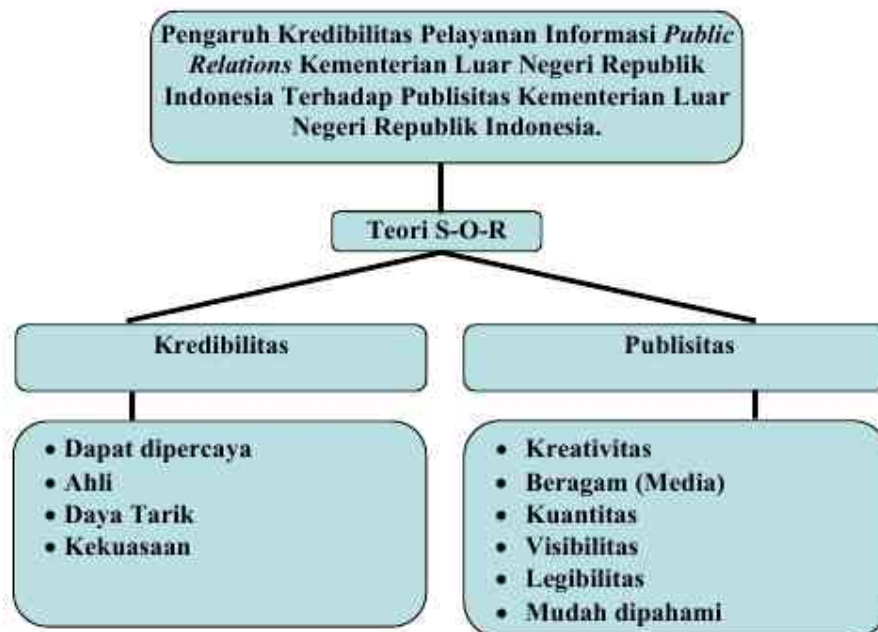 Pengaruh Kredibilitas Pelayanan Informasi Public
Relations Kementerian Luar Negeri Republik
Indonesia Terhadap Publisitas Kementerian Luar
Negeri Republik Indonesia.
Teori S-O-R
Kredibilitas
Publisitas
• Dapat dipercaya
• Ahli
• Daya Tarik
• Kekuasaan
• Kreativitas
• Beragam (Media)
• Kuantitas
• Visibilitas
• Legibilitas
• Mudah dipahami